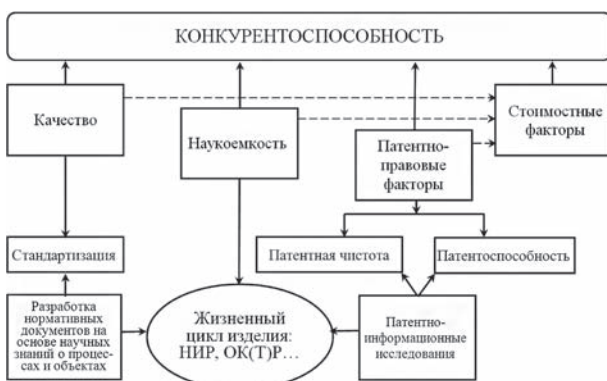 КОНКУРЕНТОСПОСОБНОСТЬ
Качество
Наукоемкость
Патентно-
правовые
факторы
Стоимостные
факторы
Стандартизация
Патентная чистота
Патентоспособность
Разработка
нормативных
документов на
основе научных
знаний о процес-
сах и объектах
Жизненный
цикл изделия:
НИР, ОК(Т)Р...
Патентно-
информационные
исследования